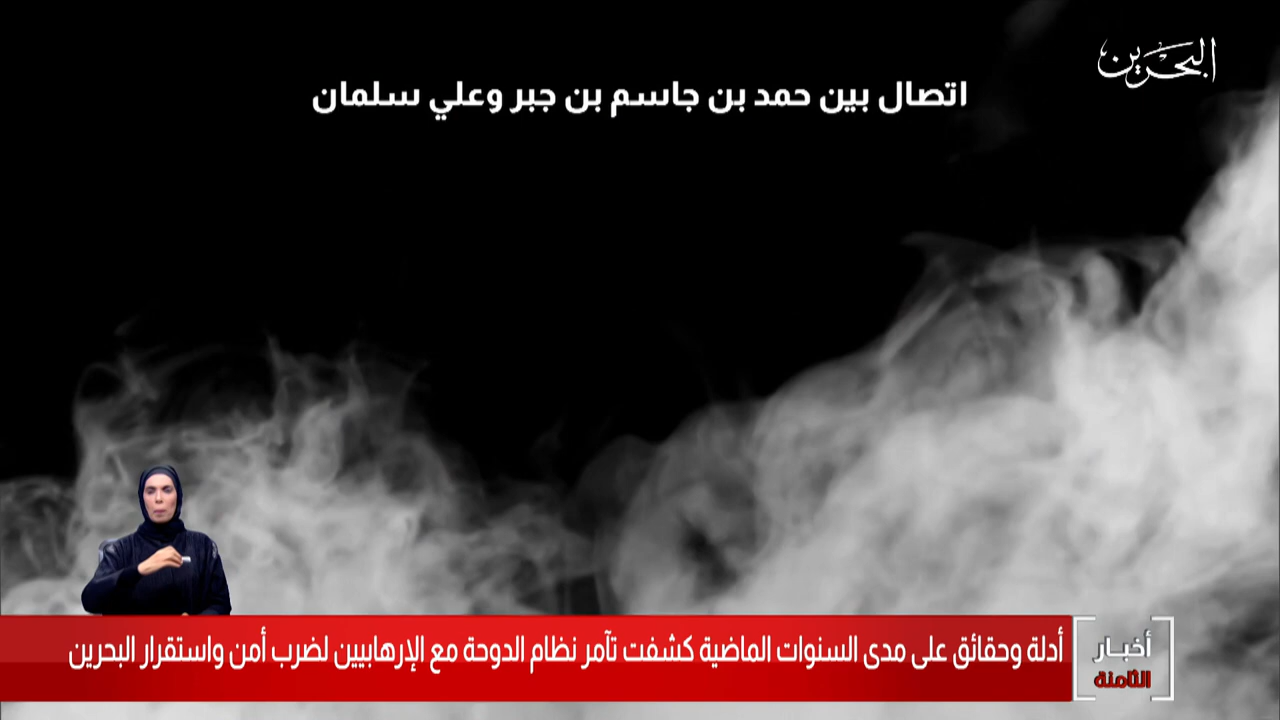 البحرين
اتصال بين حمد بن جاسم بن جبر وعلي سلمان
أخبار
الثامنة
أدلة وحقائق على مدى السنوات الماضية كشفت تآمر نظام الدوحة مع الإرهابيين لضرب أمن واستقرار البحرين